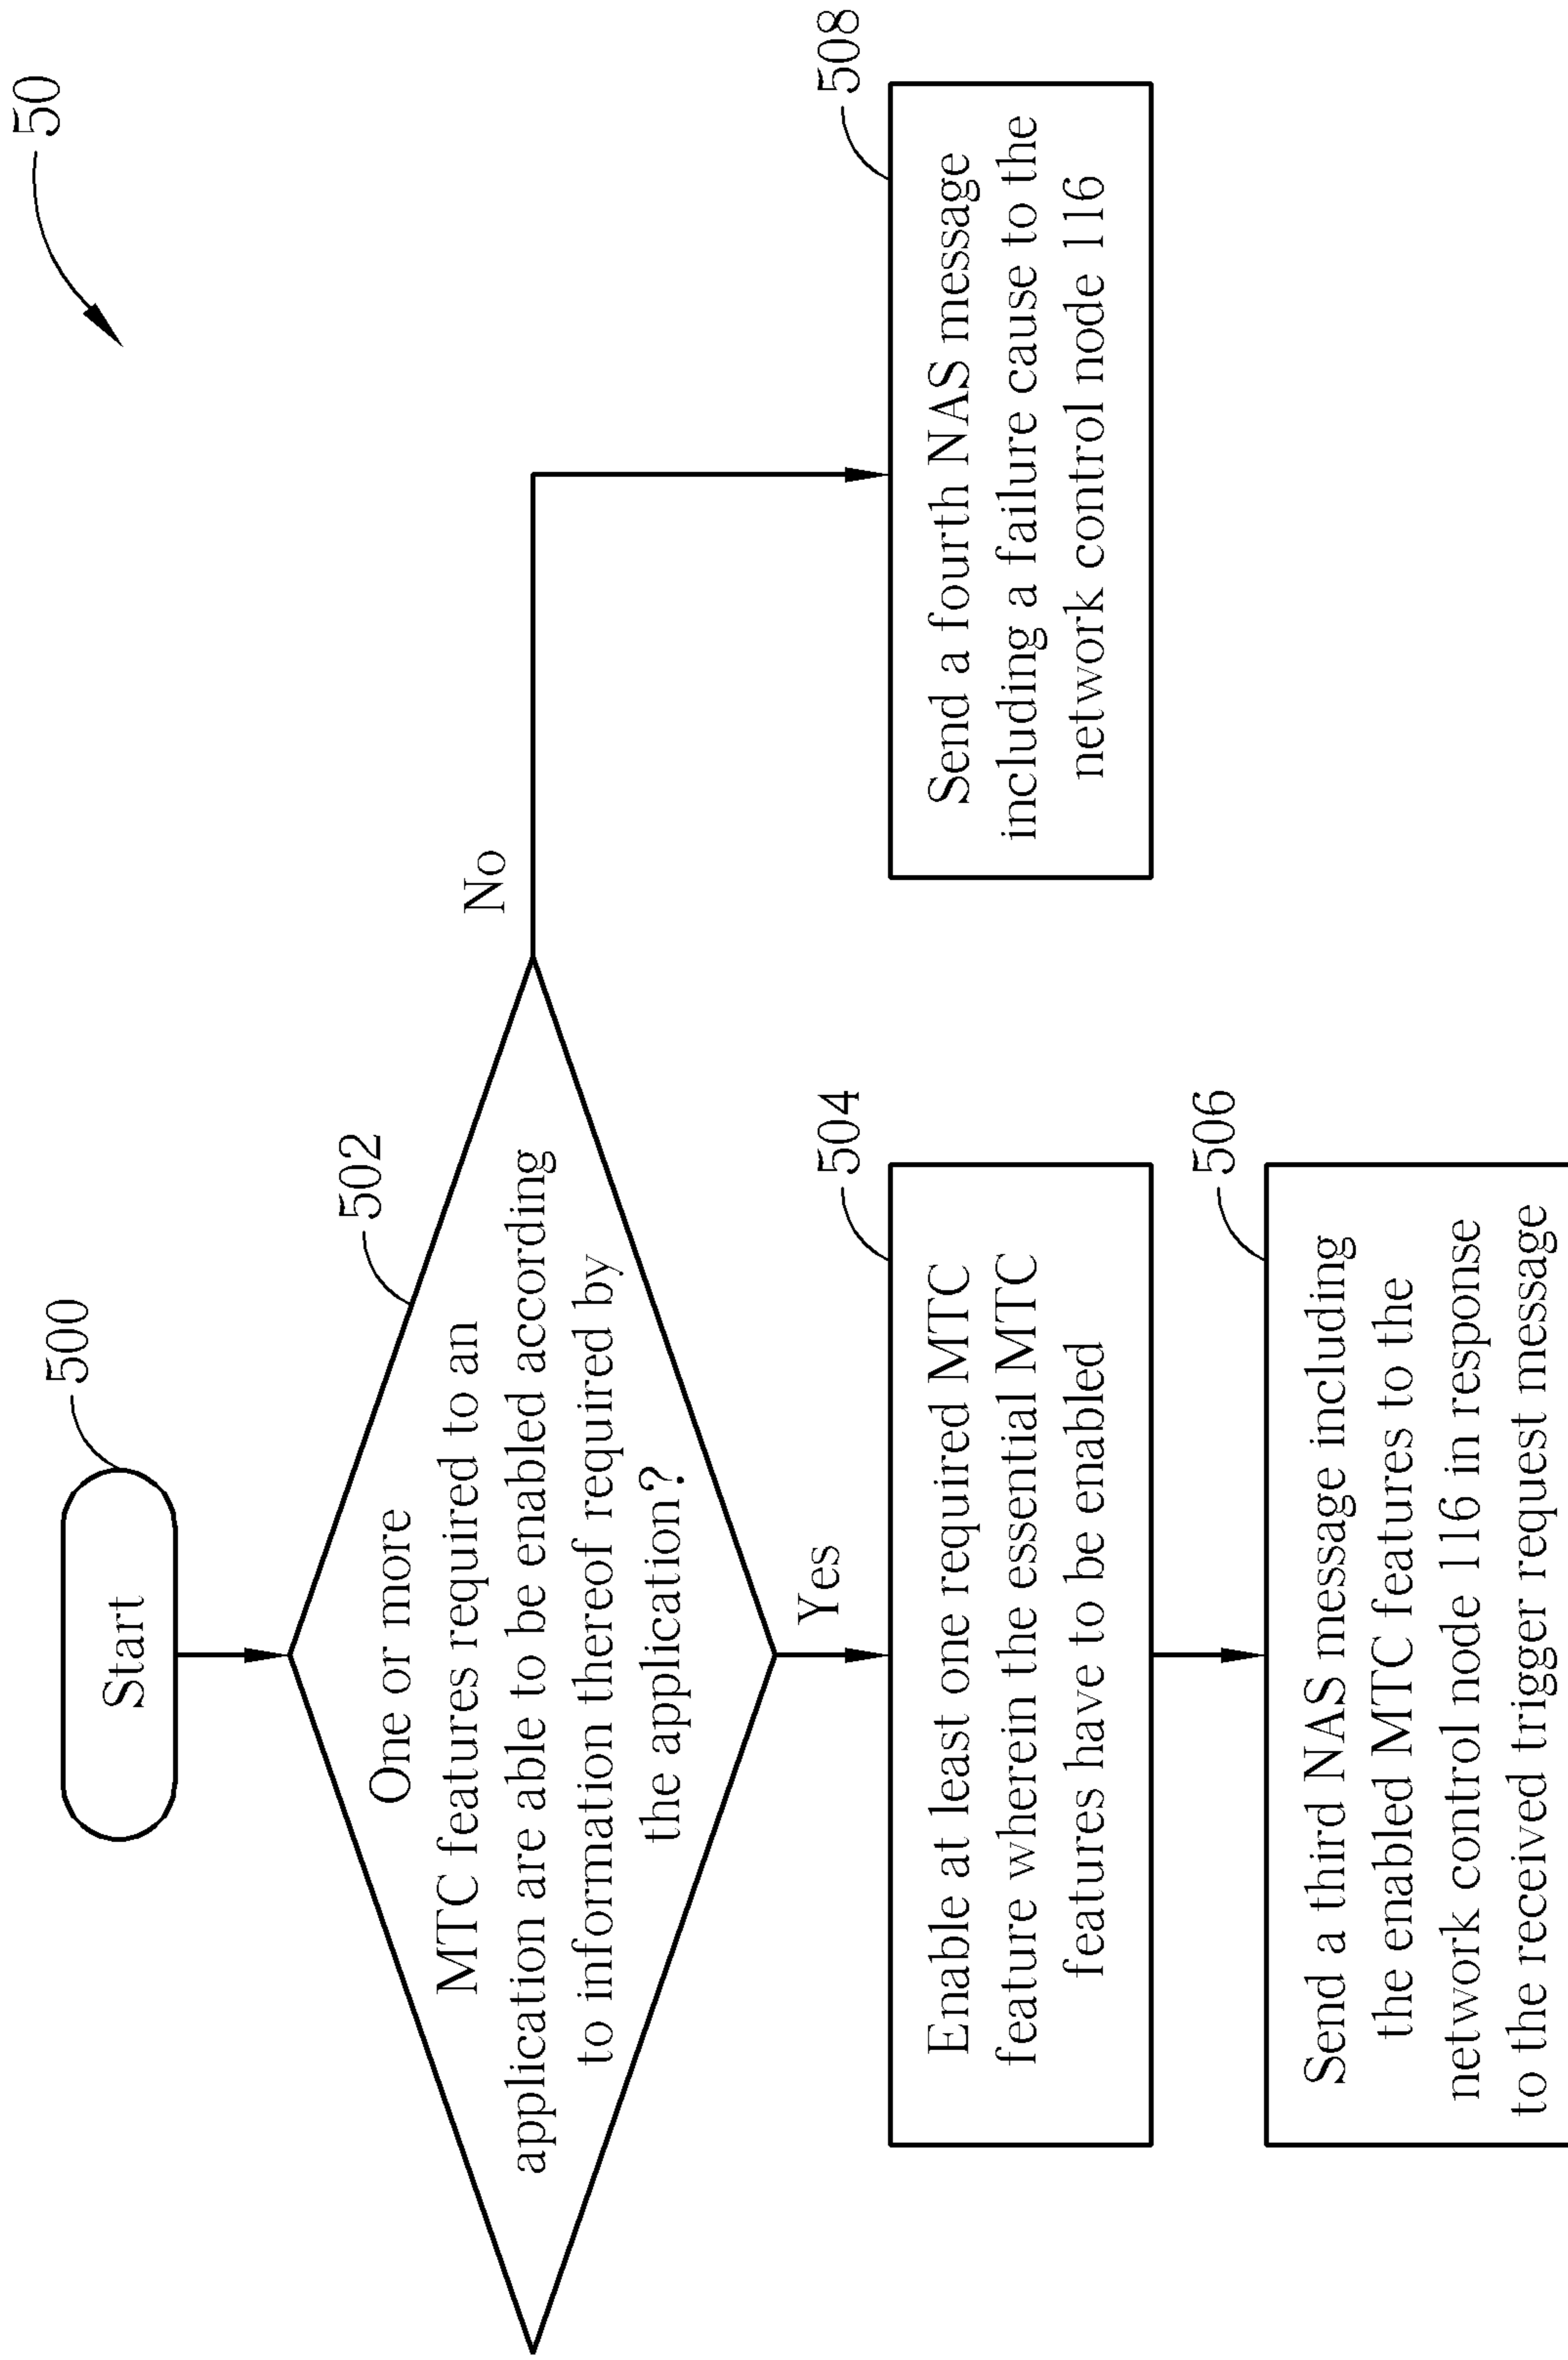 50
500
Start
502
One or more
MTC features required to an
application are able to be enabled according
to information thereof required by
the application?
No
Yes
504
Enable at least one required MTC
feature wherein the essential MTC
features have to be enabled
508
Send a fourth NAS message
including a failure cause to the
network control node 116
506
Send a third NAS message including
the enabled MTC features to the
network control node 116 in response
to the received trigger request message